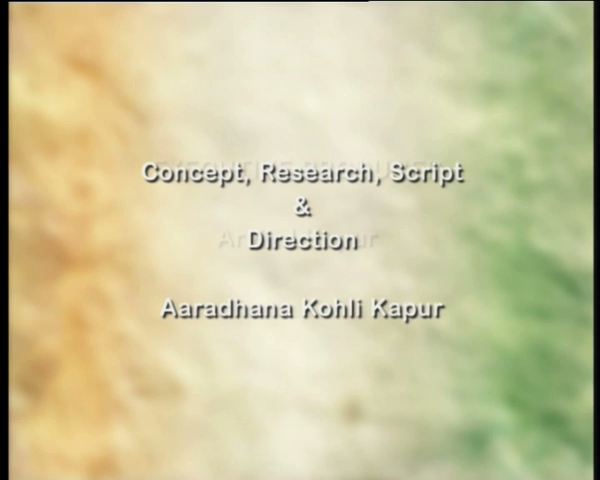 Concept, Research, Script
&
Direction
Aaradhana Kohli Kapur